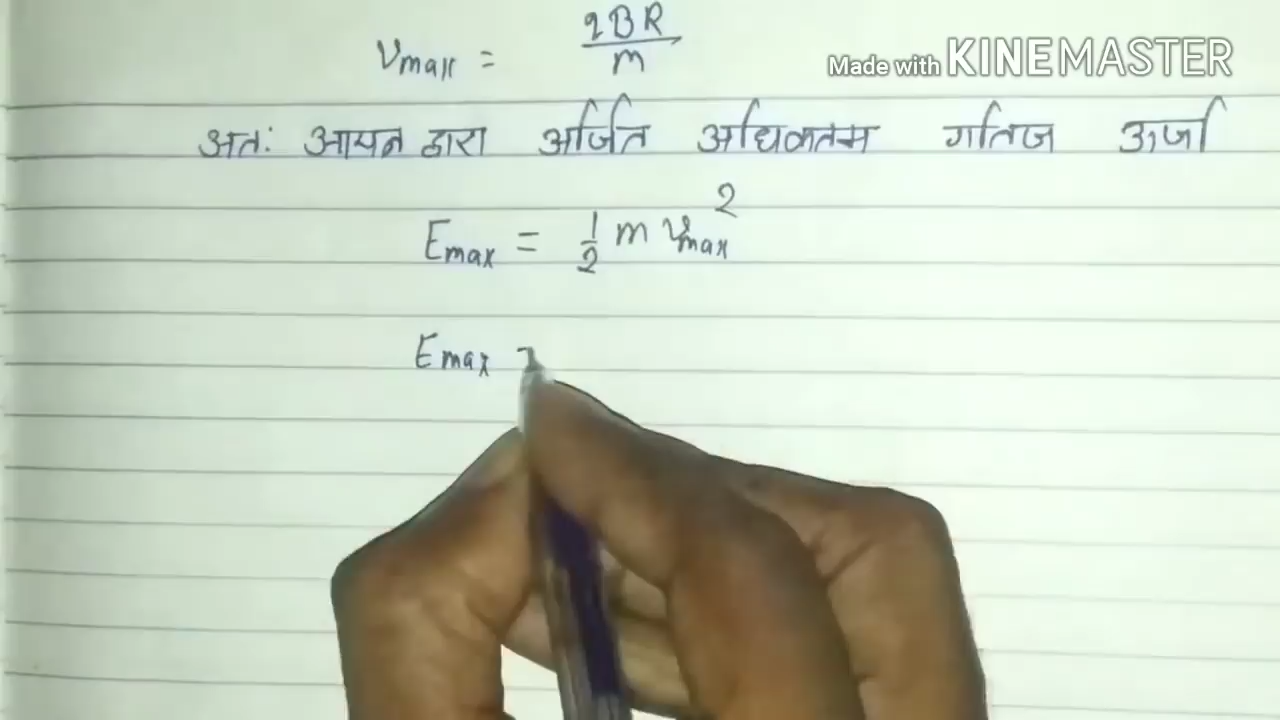 Vmax = qBR/m
Made with KINEMASTER
अतः आयन द्वारा अर्जित अधिकतम गतिज ऊर्जा
Emax = 1/2 m vmax²
Emax =